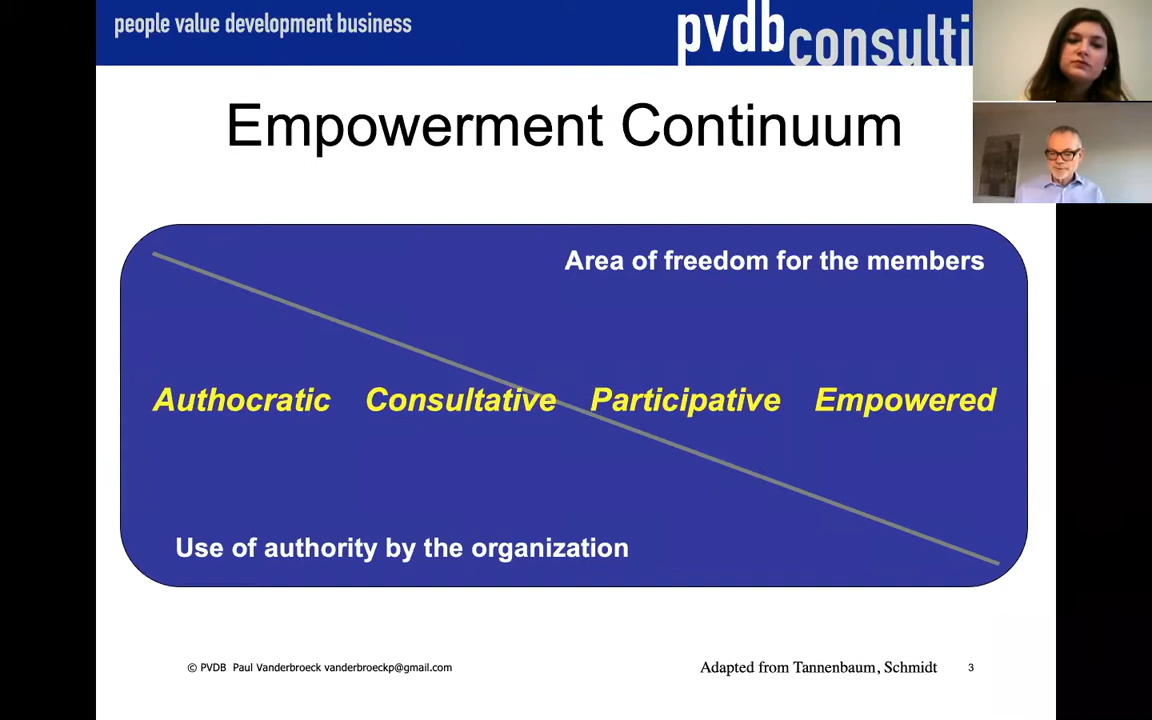 people value development business
pvdbconsulti
Empowerment Continuum
Area of freedom for the members
Authocratic Consultative Participative Empowered
Use of authority by the organization
© PVDB Paul Vanderbroeck vanderbroeckp@gmail.com
Adapted from Tannenbaum, Schmidt
3